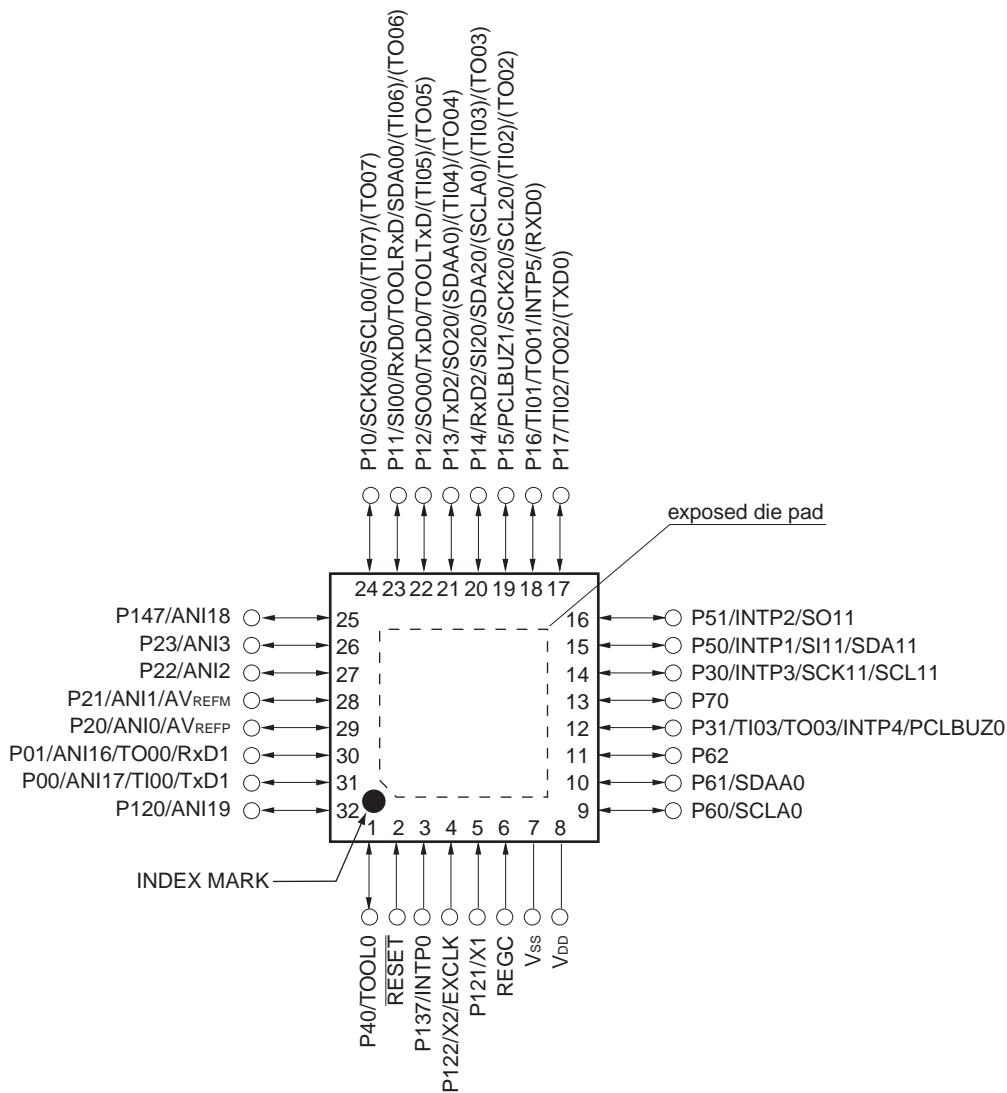 P10/SCK00/SCL00/(TI07)/(TO07)
P11/SI00/RxD0/TOOLRxD/SDA00/(TI06)/(TO06)
P12/SO00/TxD0/TOOLTxD/(TI05)/(TO05)
P13/TxD2/SO20/(SDAA0)/(TI04)/(TO04)
P14/RxD2/SI20/SDA20/(SCLA0)/(TI03)/(TO03)
P15/PCLBUZ1/SCK20/SCL20/(TI02)/(TO02)
P16/TI01/TO01/INTP5/(RXD0)
P17/TI02/TO02/(TXD0)
exposed die pad
24 23 22 21 20 19 18 17
P147/ANI18 25
P23/ANI3 26
P22/ANI2 27
P21/ANI1/AVREFM 28
P20/ANI0/AVREFP 29
P01/ANI16/TO00/RxD1 30
P00/ANI17/TI00/TxD1 31
P120/ANI19 32
16 P51/INTP2/SO11
15 P50/INTP1/SI11/SDA11
14 P30/INTP3/SCK11/SCL11
13 P70
12 P31/TI03/TO03/INTP4/PCLBUZ0
11 P62
10 P61/SDAA0
9 P60/SCLA0
1 2 3 4 5 6 7 8
INDEX MARK
P40/TOOL0
RESET
P137/INTP0
P122/X2/EXCLK
P121/X1
REGC
VSS
VDD